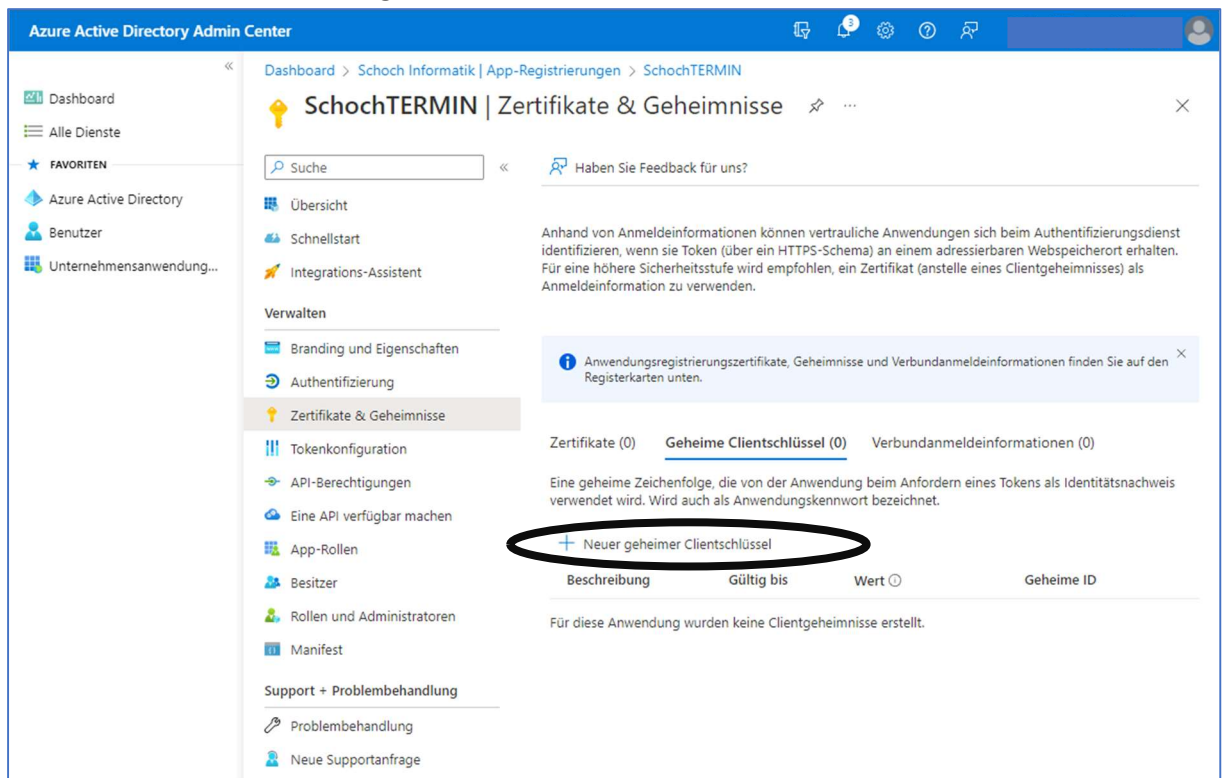 Azure Active Directory Admin Center
3
Dashboard > Schoch Informatik | App-Registrierungen > SchochTERMIN
SchochTERMIN | Zertifikate & Geheimnisse
Dashboard
Alle Dienste
FAVORITEN
Azure Active Directory
Benutzer
Unternehmensanwendung...
Suche
Übersicht
Schnellstart
Integrations-Assistent
Verwalten
Branding und Eigenschaften
Authentifizierung
Zertifikate & Geheimnisse
Tokenkonfiguration
API-Berechtigungen
Eine API verfügbar machen
App-Rollen
Besitzer
Rollen und Administratoren
Manifest
Support + Problembehandlung
Problembehandlung
Neue Supportanfrage
Haben Sie Feedback für uns?
Anhand von Anmeldeinformationen können vertrauliche Anwendungen sich beim Authentifizierungsdienst
identifizieren, wenn sie Token (über ein HTTPS-Schema) an einem adressierbaren Webspeicherort erhalten.
Für eine höhere Sicherheitsstufe wird empfohlen, ein Zertifikat (anstelle eines Clientgeheimnisses) als
Anmeldeinformation zu verwenden.
Anwendungsregistrierungszertifikate, Geheimnisse und Verbundanmeldeinformationen finden Sie auf den
Registerkarten unten.
Zertifikate (0) Geheime Clientschlüssel (0) Verbundanmeldeinformationen (0)
Eine geheime Zeichenfolge, die von der Anwendung beim Anfordern eines Tokens als Identitätsnachweis
verwendet wird. Wird auch als Anwendungskennwort bezeichnet.
+ Neuer geheimer Clientschlüssel
Beschreibung Gültig bis Wert Geheime ID
Für diese Anwendung wurden keine Clientgeheimnisse erstellt.